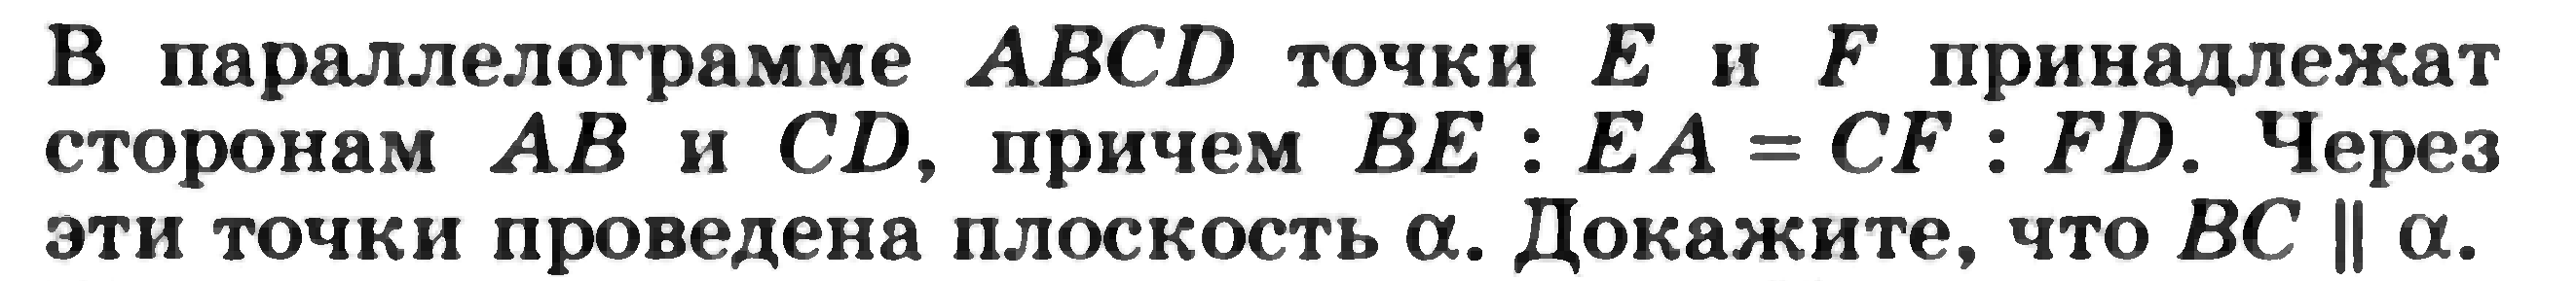 В параллелограмме ABCD точки E и F принадлежат
сторонам AB и CD, причем BE : EA = CF : FD. Через
эти точки проведена плоскость α. Докажите, что BC ∥ α.